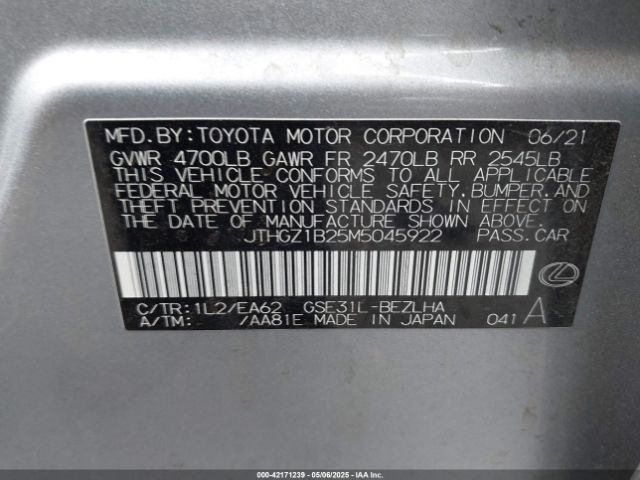 MFD.BY:TOYOTA MOTOR CORPORATION 06/21
GVWR 4700LB GAWR FR 2470LB RR 2545LB
THIS VEHICLE CONFORMS TO ALL APPLICABLE
FEDERAL MOTOR VEHICLE SAFETY,BUMPER,AND
THEFT PREVENTION STANDARDS IN EFFECT ON
THE DATE OF MANUFACTURE SHOWN ABOVE.
JTHGZ1B25M5045922 PASS.CAR
C/TR:1L2/EA62 GSE31L-BEZLHA
A/TM: /AA81E MADE IN JAPAN 041 A
000-42171239 - 05/06/2025 - IAAI.COM